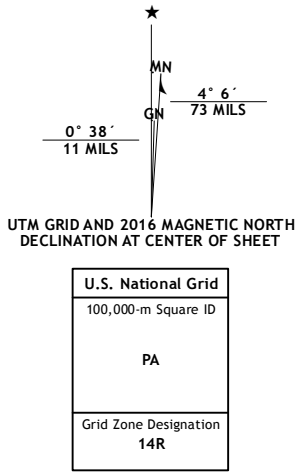 ★
MN
4° 6´
73 MILS
GN
0° 38´
11 MILS
UTM GRID AND 2016 MAGNETIC NORTH
DECLINATION AT CENTER OF SHEET
U.S. National Grid
100,000-m Square ID
PA
Grid Zone Designation
14R